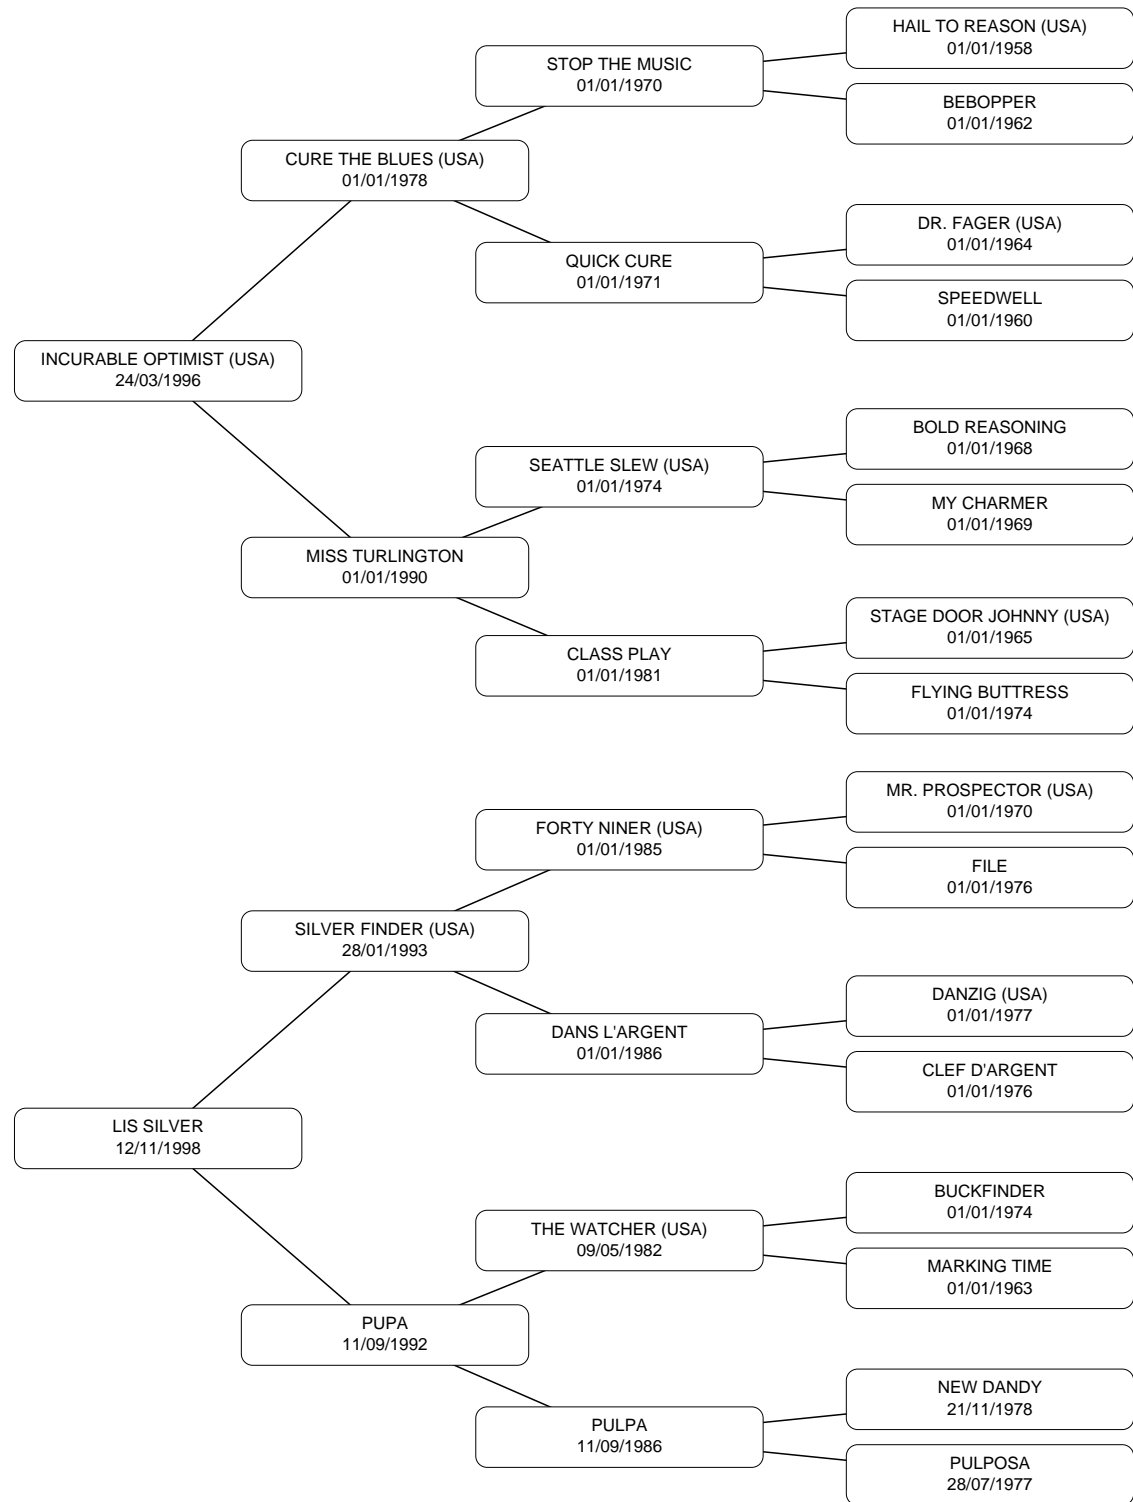 HAIL TO REASON (USA)
01/01/1958
STOP THE MUSIC
01/01/1970
BEBOPPER
01/01/1962
CURE THE BLUES (USA)
01/01/1978
DR. FAGER (USA)
01/01/1964
QUICK CURE
01/01/1971
SPEEDWELL
01/01/1960
INCURABLE OPTIMIST (USA)
24/03/1996
BOLD REASONING
01/01/1968
SEATTLE SLEW (USA)
01/01/1974
MY CHARMER
01/01/1969
MISS TURLINGTON
01/01/1990
STAGE DOOR JOHNNY (USA)
01/01/1965
CLASS PLAY
01/01/1981
FLYING BUTTRESS
01/01/1974
MR. PROSPECTOR (USA)
01/01/1970
FORTY NINER (USA)
01/01/1985
FILE
01/01/1976
SILVER FINDER (USA)
28/01/1993
DANZIG (USA)
01/01/1977
DANS L'ARGENT
01/01/1986
CLEF D'ARGENT
01/01/1976
LIS SILVER
12/11/1998
BUCKFINDER
01/01/1974
THE WATCHER (USA)
09/05/1982
MARKING TIME
01/01/1963
PUPA
11/09/1992
NEW DANDY
21/11/1978
PULPA
11/09/1986
PULPOSA
28/07/1977